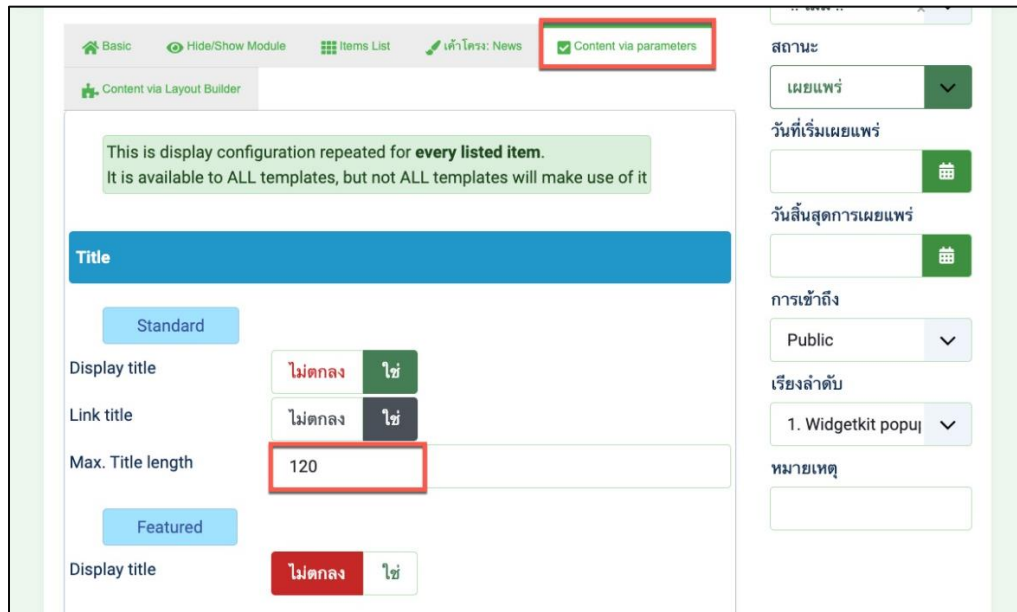 Basic
Hide/Show Module
Items List
เค้าโครง: News
Content via parameters
Content via Layout Builder
This is display configuration repeated for every listed item.
It is available to ALL templates, but not ALL templates will make use of it
Title
Standard
Display title
ไม่ตกลง ใช่
Link title
ไม่ตกลง ใช่
Max. Title length
120
Featured
Display title
ไม่ตกลง ใช่
สถานะ
เผยแพร่
วันที่เริ่มเผยแพร่
วันสิ้นสุดการเผยแพร่
การเข้าถึง
Public
เรียงลำดับ
1. Widgetkit popu
หมายเหตุ